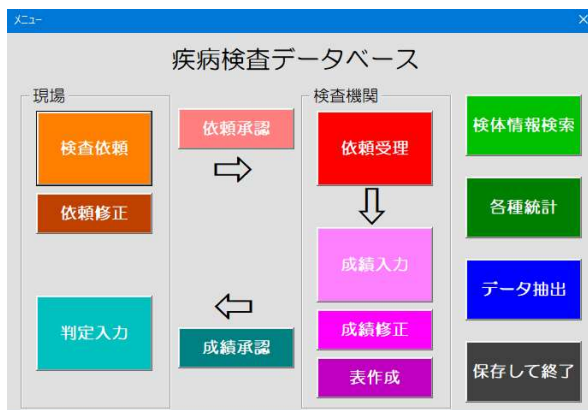 メニュー
疾病検査データベース
現場
検査依頼
依頼修正
判定入力
依頼承認
成績承認
検査機関
依頼受理
成績入力
成績修正
表作成
検体情報検索
各種統計
データ抽出
保存して終了